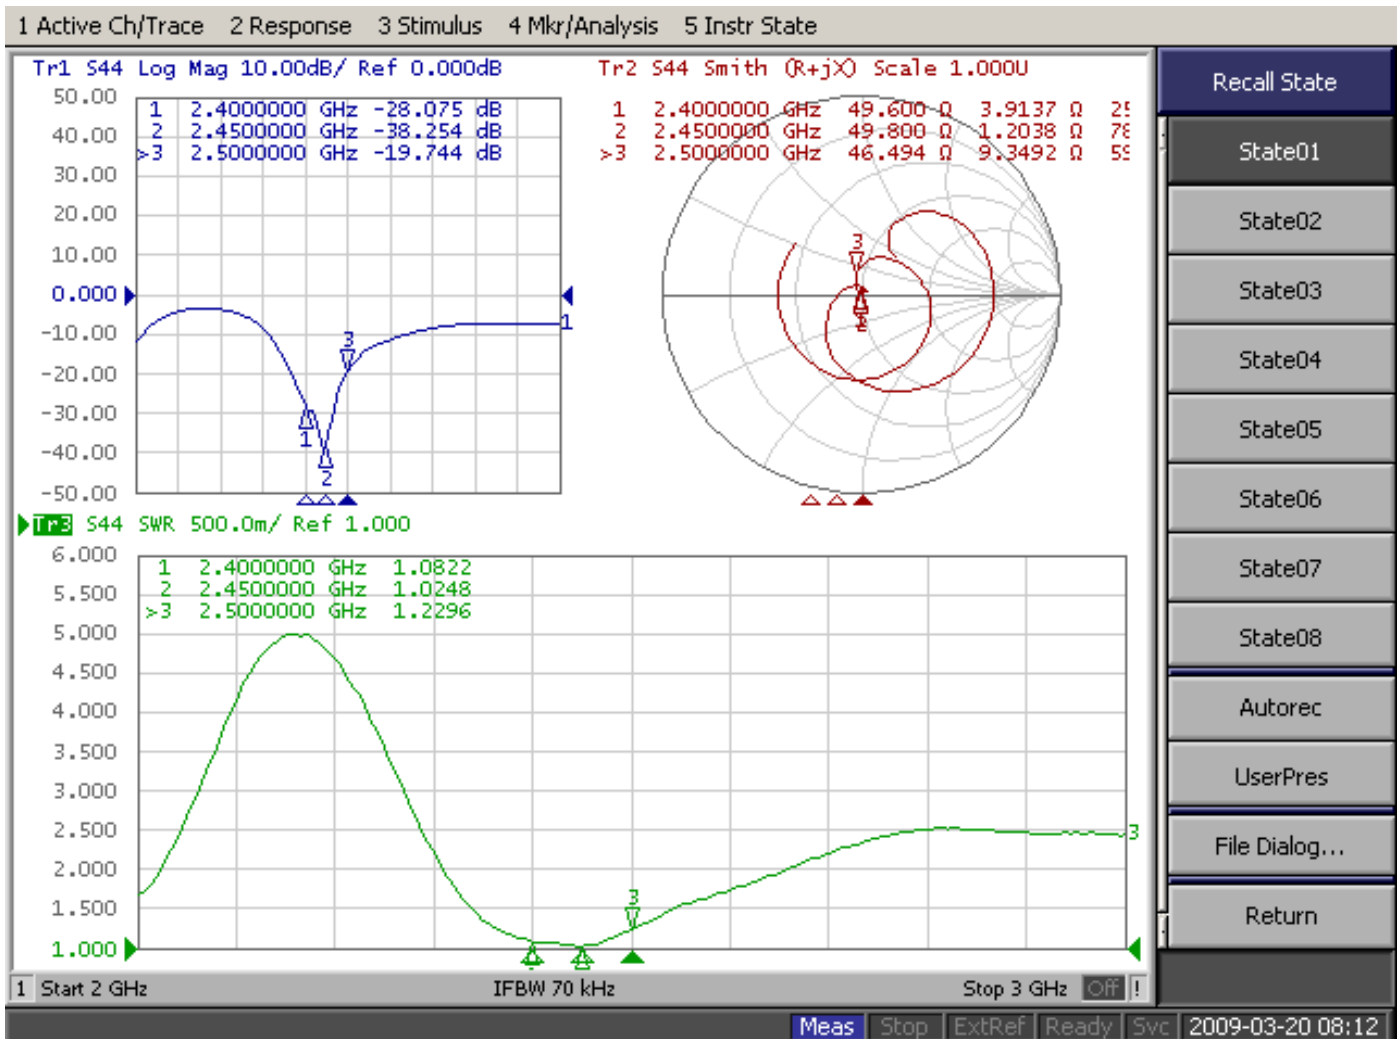 1 Active Ch/Trace 2 Response 3 Stimulus 4 Mkr/Analysis 5 Instr State
Tr1 S44 Log Mag 10.00dB/ Ref 0.000dB
50.00
40.00
30.00
20.00
10.00
0.000
-10.00
-20.00
-30.00
-40.00
-50.00
1 2.4000000 GHz -28.075 dB
2 2.4500000 GHz -38.254 dB
>3 2.5000000 GHz -19.744 dB
3
1
2
1
Tr2 S44 Smith (R+jX) Scale 1.000U
1 2.4000000 GHz 49.600 Ω 3.9137 Ω
2 2.4500000 GHz 49.800 Ω 1.2038 Ω
>3 2.5000000 GHz 46.494 Ω 9.3492 Ω
3
Tr3 S44 SWR 500.0m/ Ref 1.000
6.000
5.500
5.000
4.500
4.000
3.500
3.000
2.500
2.000
1.500
1.000
1 2.4000000 GHz 1.0822
2 2.4500000 GHz 1.0248
>3 2.5000000 GHz 1.2296
3
3
1 Start 2 GHz IFBW 70 kHz Stop 3 GHz Off !
Meas Stop ExtRef Ready Svc 2009-03-20 08:12
Recall State
State01
State02
State03
State04
State05
State06
State07
State08
Autorec
UserPres
File Dialog...
Return